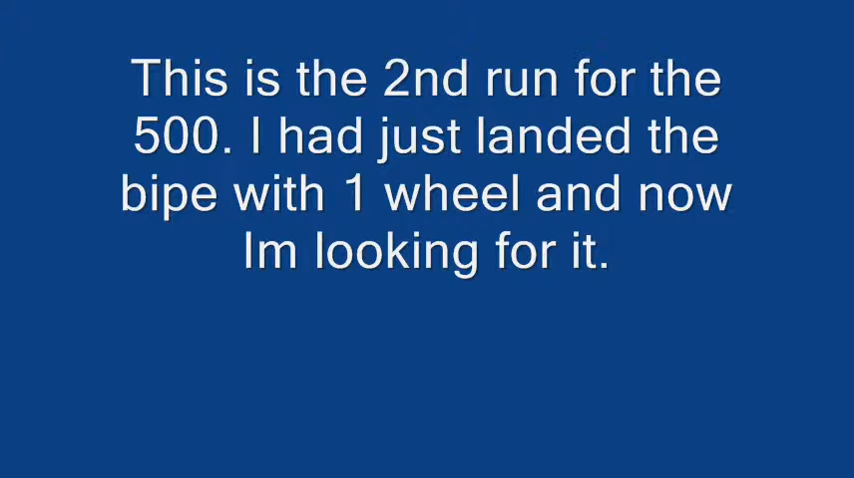 This is the 2nd run for the
500. I had just landed the
bipe with 1 wheel and now
Im looking for it.